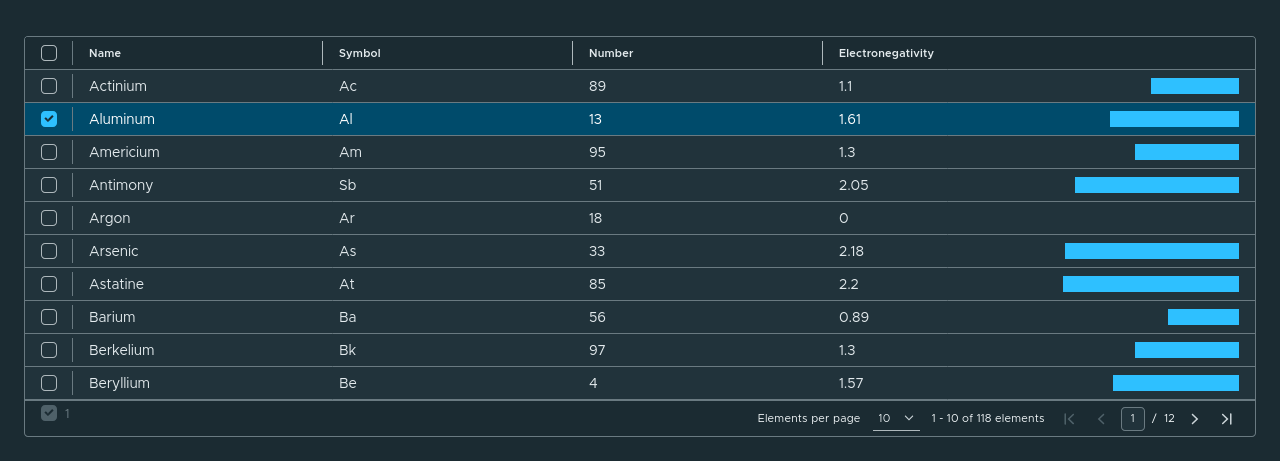 Name Symbol Number Electronegativity
Actinium Ac 89 1.1
Aluminum Al 13 1.61
Americium Am 95 1.3
Antimony Sb 51 2.05
Argon Ar 18 0
Arsenic As 33 2.18
Astatine At 85 2.2
Barium Ba 56 0.89
Berkelium Bk 97 1.3
Beryllium Be 4 1.57
1 Elements per page 10 1 - 10 of 118 elements 1 / 12